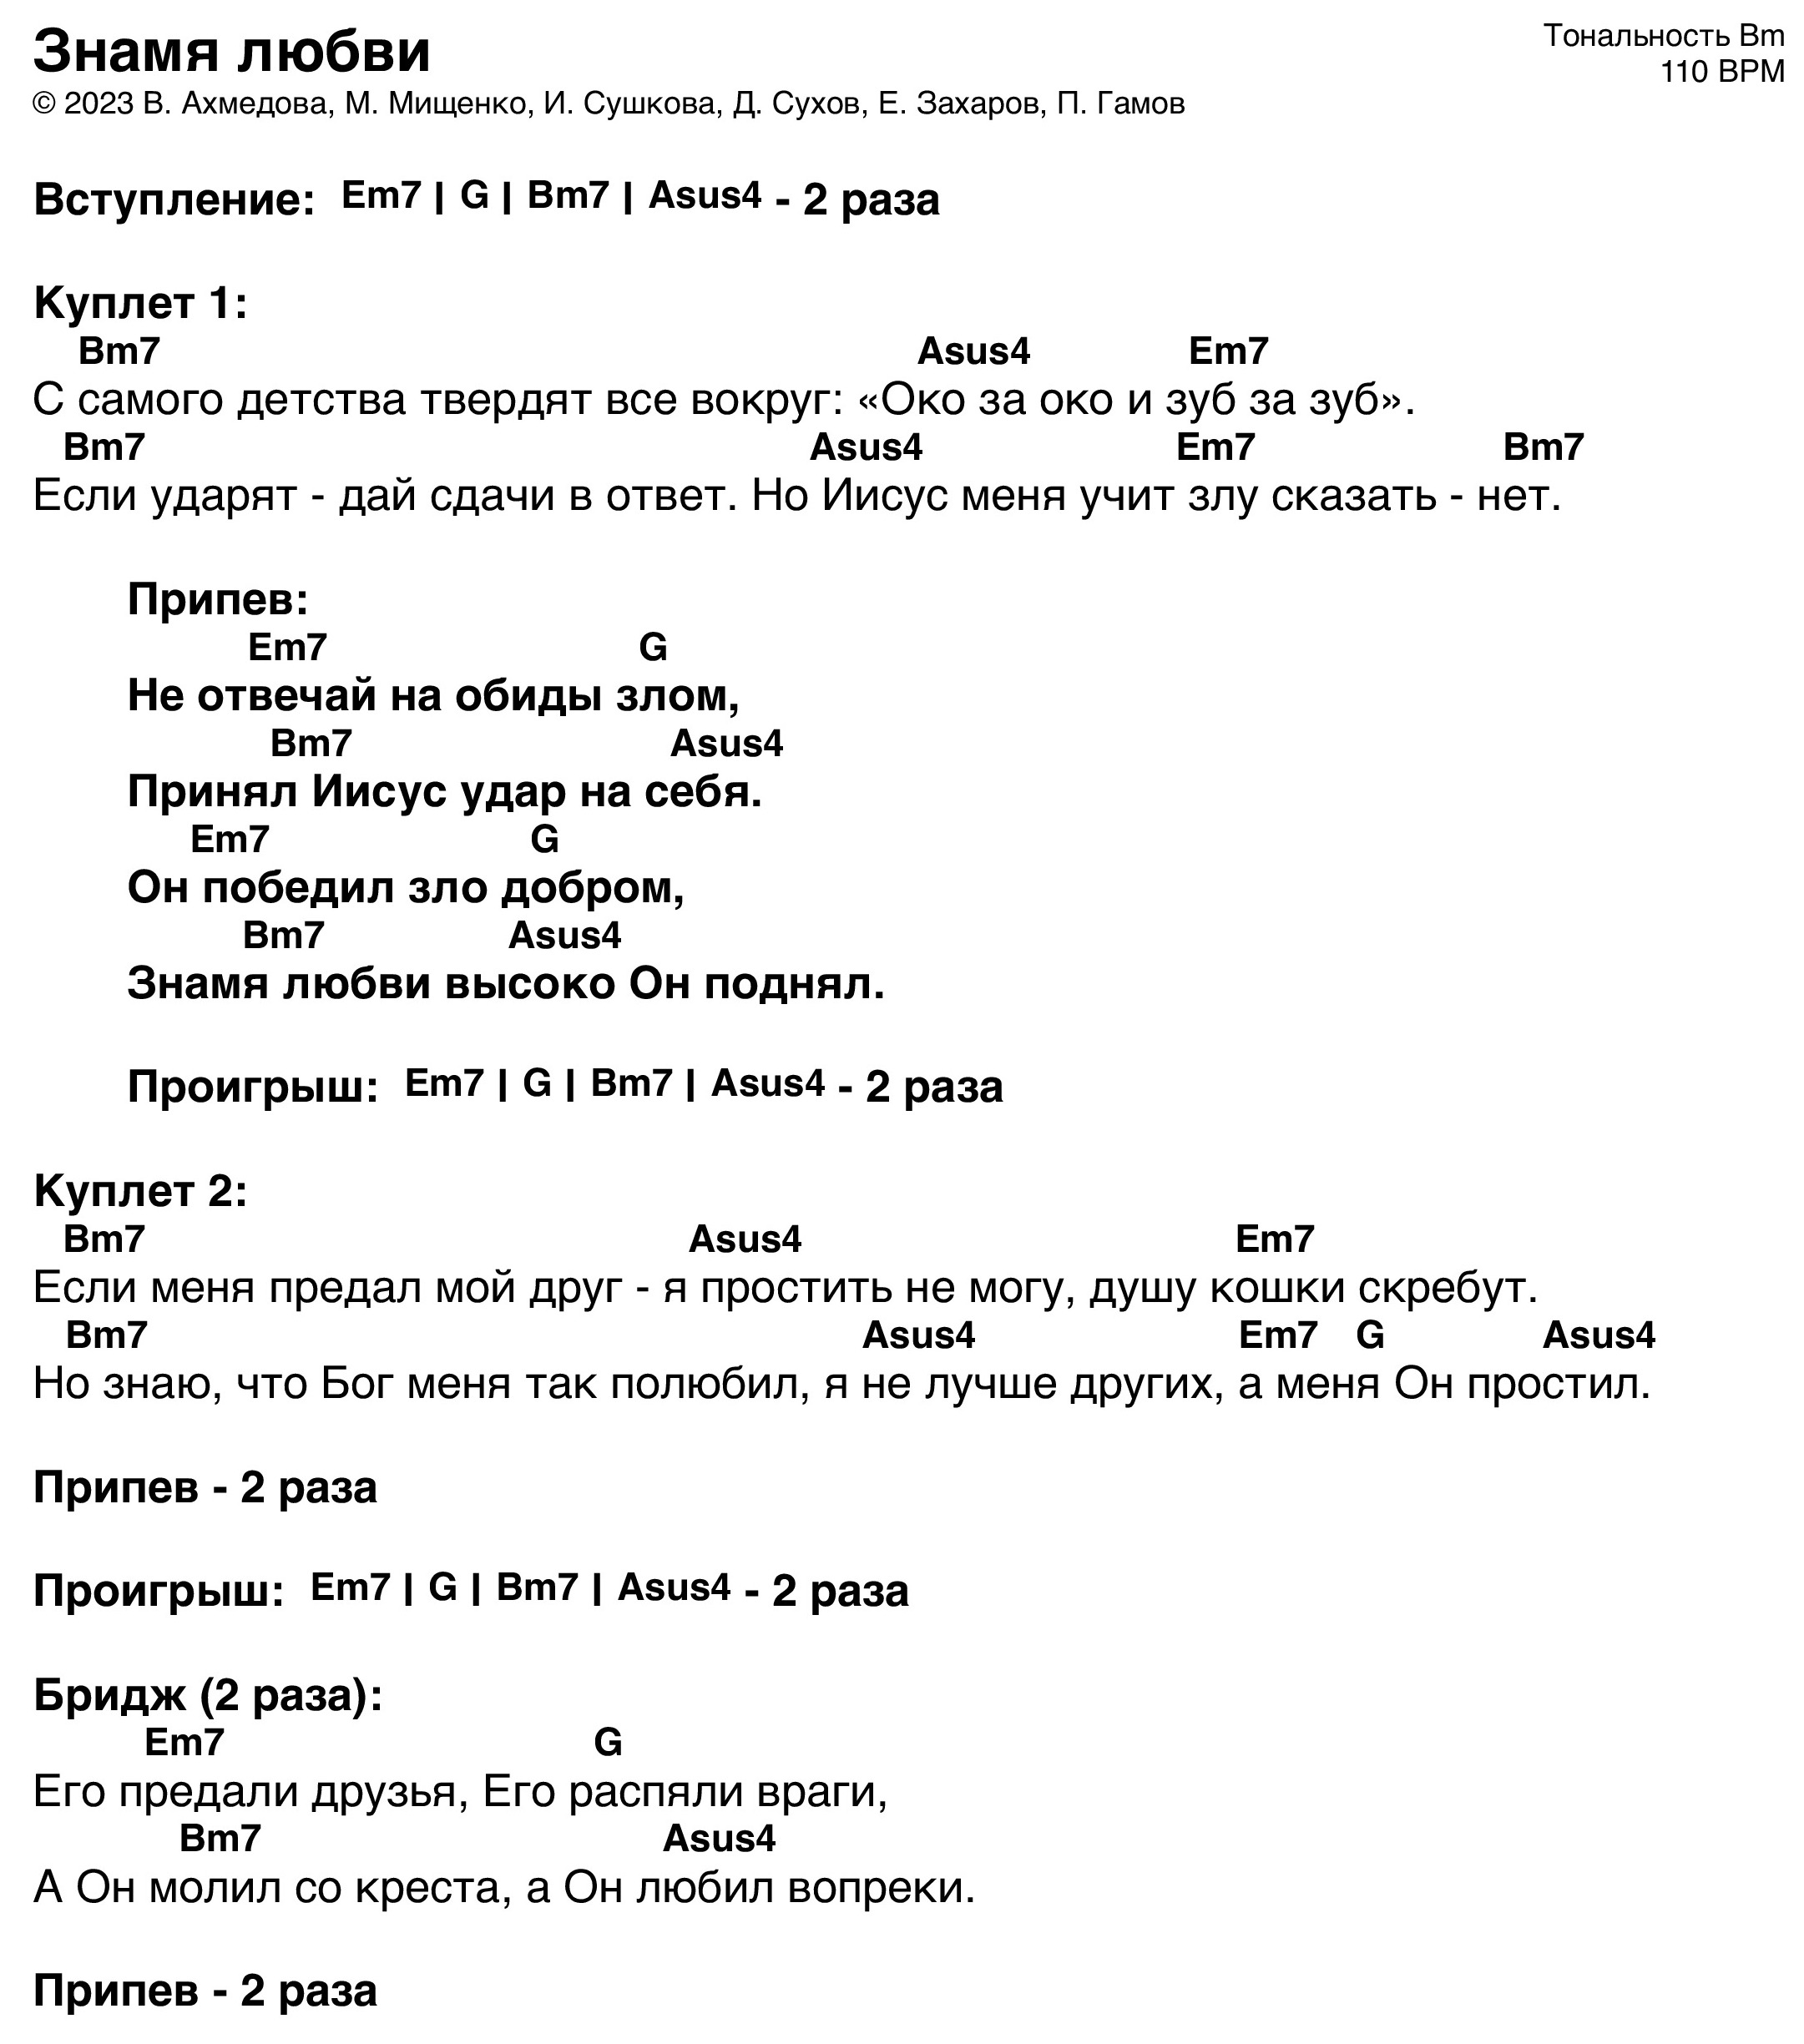 Знамя любви
Тональность Bm
© 2023 В. Ахмедова, М. Мищенко, И. Сушкова, Д. Сухов, Е. Захаров, П. Гамов
110 BPM
Вступление: Em7 | G | Bm7 | Asus4 - 2 раза
Куплет 1:
Bm7 Asus4 Em7
С самого детства твердят все вокруг: «Око за око и зуб за зуб».
Bm7 Asus4 Em7 Bm7
Если ударят - дай сдачи в ответ. Но Иисус меня учит злу сказать - нет.
Припев:
Em7 G
Не отвечай на обиды злом,
Bm7 Asus4
Принял Иисус удар на себя.
Em7 G
Он победил зло добром,
Bm7 Asus4
Знамя любви высоко Он поднял.
Проигрыш: Em7 | G | Bm7 | Asus4 - 2 раза
Куплет 2:
Bm7 Asus4 Em7
Если меня предал мой друг - я простить не могу, душу кошки скребут.
Bm7 Asus4 Em7 G Asus4
Но знаю, что Бог меня так полюбил, я не лучше других, а меня Он простил.
Припев - 2 раза
Проигрыш: Em7 | G | Bm7 | Asus4 - 2 раза
Бридж (2 раза):
Em7 G
Его предали друзья, Его распяли враги,
Bm7 Asus4
А Он молил со креста, а Он любил вопреки.
Припев - 2 раза